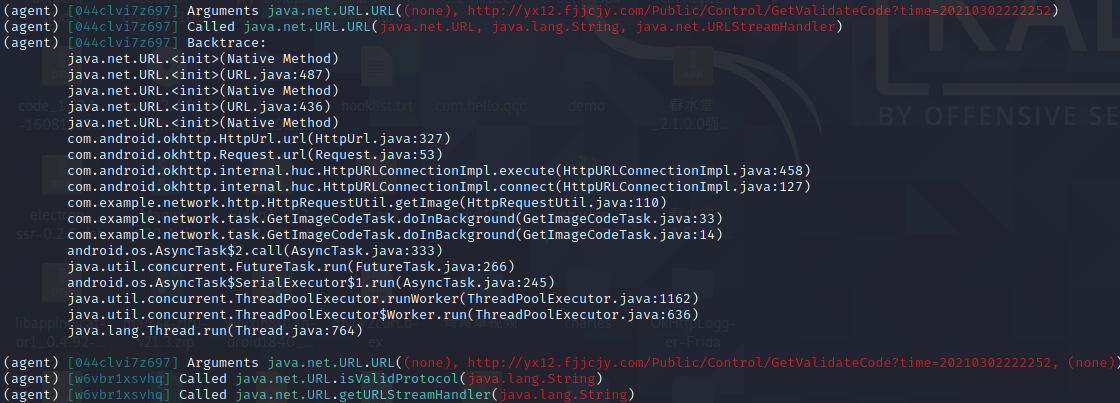 (agent) [044clvi7z697] Arguments java.net.URL.URL((none), http://yx12.fjjcjy.com/Public/Control/GetValidateCode?time=20210302222252)
(agent) [044clvi7z697] Called java.net.URL.URL(java.net.URL, java.lang.String, java.net.URLStreamHandler)
(agent) [044clvi7z697] Backtrace:
java.net.URL.<init>(Native Method)
java.net.URL.<init>(URL.java:487)
java.net.URL.<init>(Native Method)
java.net.URL.<init>(URL.java:436)
java.net.URL.<init>(Native Method)
com.android.okhttp.HttpUrl.url(HttpUrl.java:327)
com.android.okhttp.Request.url(Request.java:53)
com.android.okhttp.internal.huc.HttpURLConnectionImpl.execute(HttpURLConnectionImpl.java:458)
com.android.okhttp.internal.huc.HttpURLConnectionImpl.connect(HttpURLConnectionImpl.java:127)
com.example.network.http.HttpRequestUtil.getImage(HttpRequestUtil.java:110)
com.example.network.task.GetImageCodeTask.doInBackground(GetImageCodeTask.java:33)
com.example.network.task.GetImageCodeTask.doInBackground(GetImageCodeTask.java:14)
android.os.AsyncTask$2.call(AsyncTask.java:333)
java.util.concurrent.FutureTask.run(FutureTask.java:266)
android.os.AsyncTask$SerialExecutor$1.run(AsyncTask.java:245)
java.util.concurrent.ThreadPoolExecutor.runWorker(ThreadPoolExecutor.java:1162)
java.util.concurrent.ThreadPoolExecutor$Worker.run(ThreadPoolExecutor.java:636)
java.lang.Thread.run(Thread.java:764)
(agent) [044clvi7z697] Arguments java.net.URL.URL((none), http://yx12.fjjcjy.com/Public/Control/GetValidateCode?time=20210302222252, (none)
(agent) [w6vbr1xsvhq] Called java.net.URL.isValidProtocol(java.lang.String)
(agent) [w6vbr1xsvhq] Called java.net.URL.getURLStreamHandler(java.lang.String)
BY OFFENSIVE SE
hooklist.txt
com.hello.qqc
demo